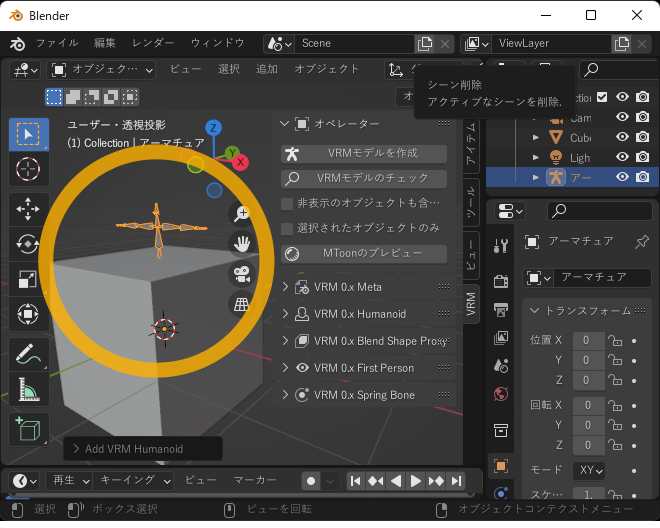 Blender
ファイル 編集 レンダー ウィンドウ Scene ViewLayer
オブジェク… ビュー 選択 追加 オブジェクト
シーン削除
アクティブなシーンを削除.
ユーザー・透視投影
(1) Collection | アーマチュア
オペレーター
VRMモデルを作成
VRMモデルのチェック
非表示のオブジェクトも含…
選択されたオブジェクトのみ
MToonのプレビュー
VRM 0.x Meta
VRM 0.x Humanoid
VRM 0.x Blend Shape Proxy
VRM 0.x First Person
VRM 0.x Spring Bone
Z
Y
X
アイテム
ツール
ビュー
VRM
ction
Cam
Cube
Light
アー
アーマチュア
アーマチュア
トランスフォーム
位置 X 0
Y 0
Z 0
回転 X 0
Y 0
Z 0
モード XY
スケ… 1.
Add VRM Humanoid
再生 キーイング ビュー マーカー
選択 ボックス選択 ビューを回転 オブジェクトコンテクストメニュー